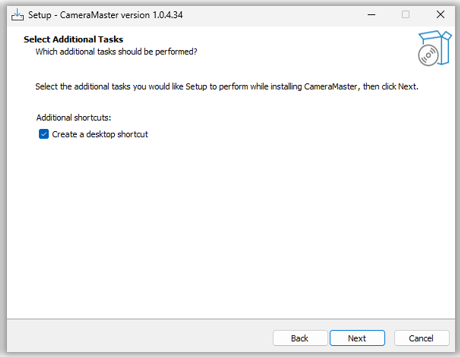 Setup - CameraMaster version 1.0.4.34
Select Additional Tasks
Which additional tasks should be performed?
Select the additional tasks you would like Setup to perform while installing CameraMaster, then click Next.
Additional shortcuts:
Create a desktop shortcut
Back
Next
Cancel